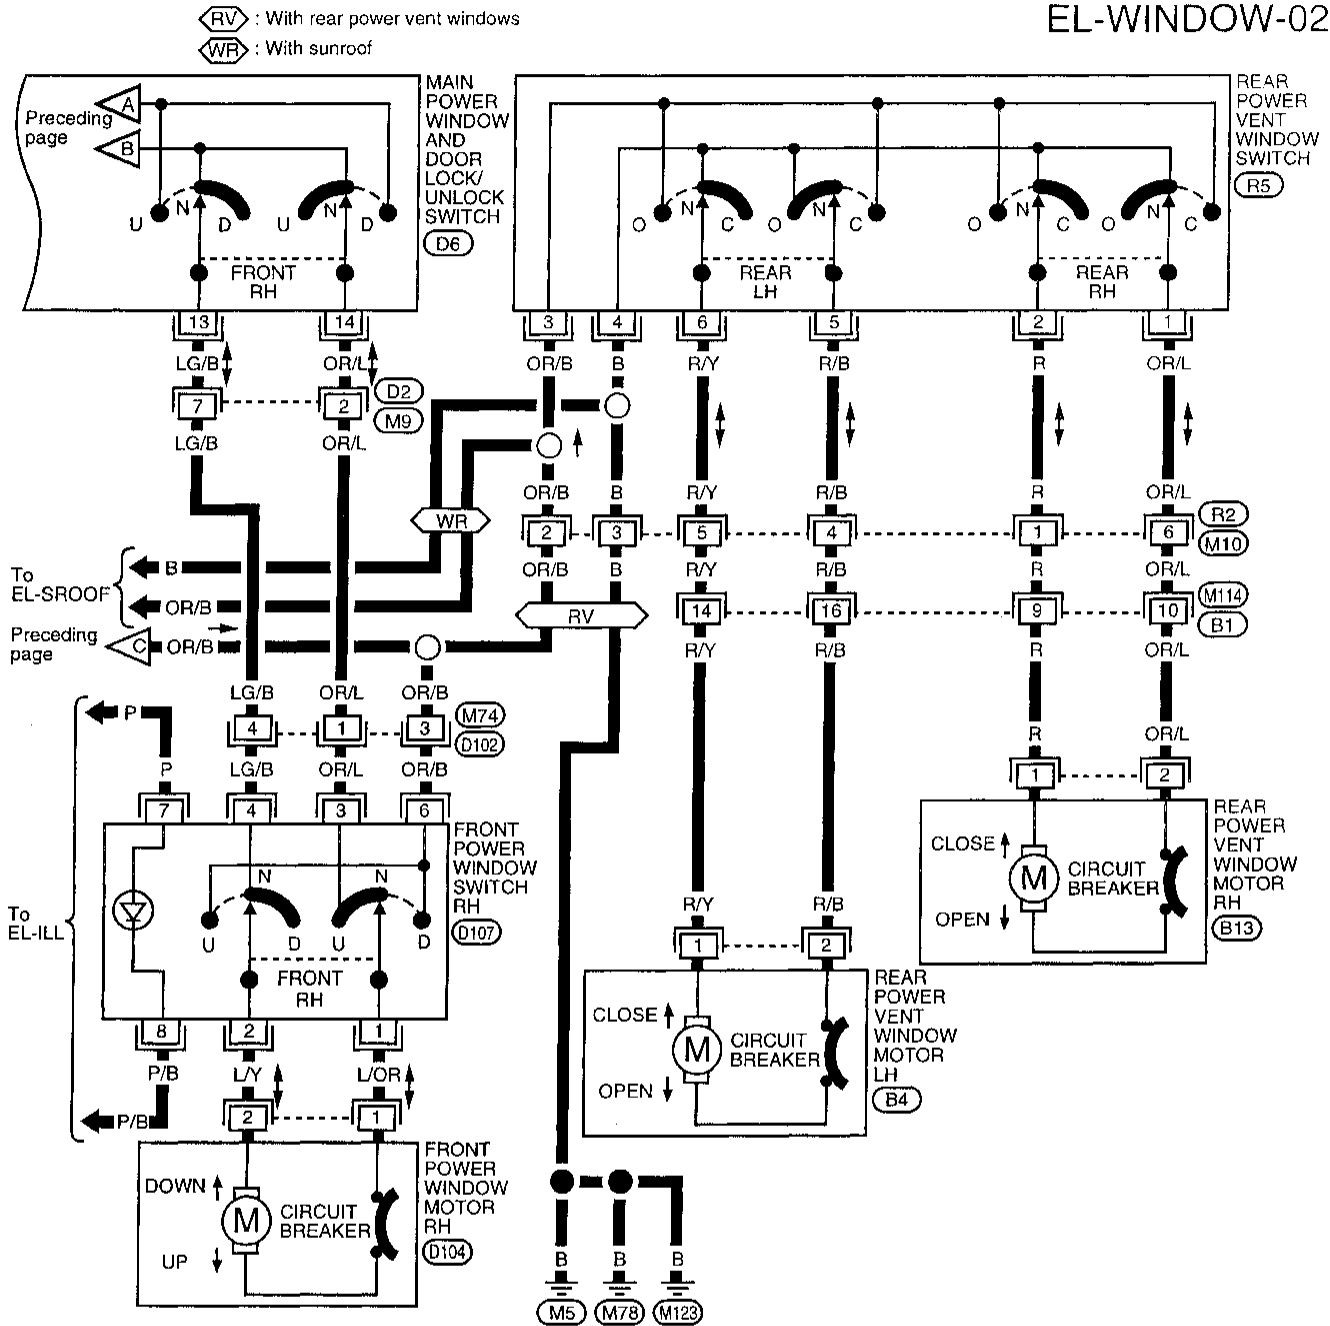 RV : With rear power vent windows
WR : With sunroof
EL-WINDOW-02
Preceding
page
A
B
U N D U N D
FRONT
RH
MAIN
POWER
WINDOW
AND
DOOR
LOCK/
UNLOCK
SWITCH
D6
O N C O N C O N C O N C
REAR
LH
REAR
RH
REAR
POWER
VENT
WINDOW
SWITCH
R5
13 14 3 4 6 5 2 1
LG/B OR/L OR/B B R/Y R/B R OR/L
7 2
D2
M9
LG/B OR/L
OR/B B R/Y R/B R OR/L
WR
2 3 5 4 1 6
R2
M10
OR/B B R/Y R/B R OR/L
To
EL-SROOF
B
OR/B
RV
14 16 9 10
M114
B1
Preceding
page
C
OR/B
R/Y R/B R OR/L
LG/B OR/L OR/B
4 1 3
M74
D102
P
LG/B OR/L OR/B
R OR/L
P
7 4 3 6
1 2
To
EL-ILL
N N
U D U D
FRONT
RH
FRONT
POWER
WINDOW
SWITCH
RH
D107
CLOSE
M
OPEN
CIRCUIT
BREAKER
REAR
POWER
VENT
WINDOW
MOTOR
RH
B13
R/Y R/B
1 2
8 2 1
CLOSE
M
OPEN
CIRCUIT
BREAKER
REAR
POWER
VENT
WINDOW
MOTOR
LH
B4
P/B L/Y L/OR
P/B
2 1
DOWN
M
UP
CIRCUIT
BREAKER
FRONT
POWER
WINDOW
MOTOR
RH
D104
B B B
M5 M78 M123